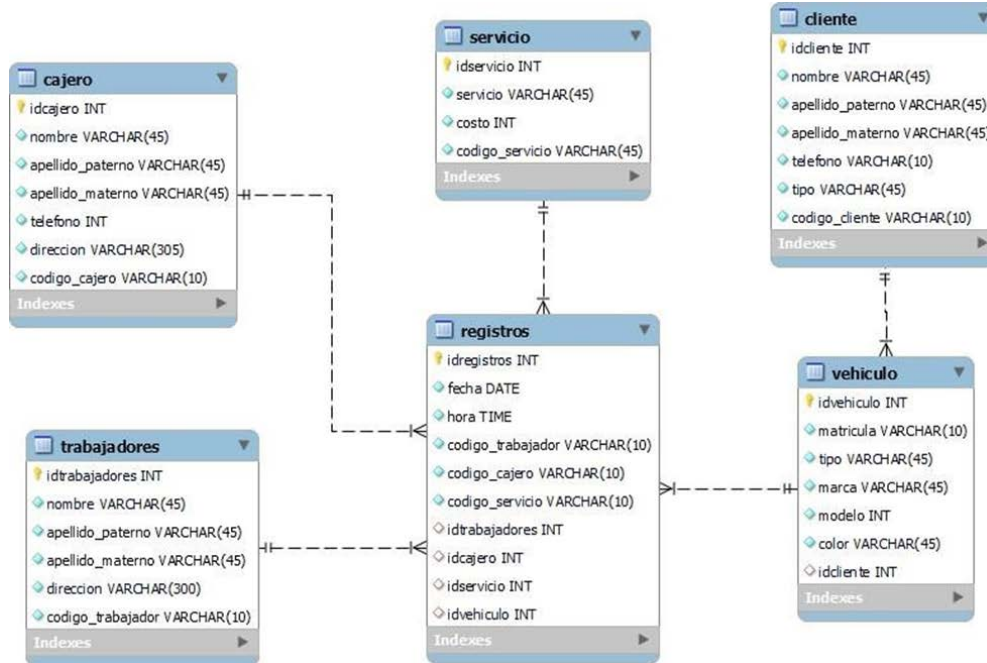 cajero
idcajero INT
nombre VARCHAR(45)
apellido_paterno VARCHAR(45)
apellido_materno VARCHAR(45)
telefono INT
direccion VARCHAR(305)
codigo_cajero VARCHAR(10)
Indexes
servicio
idservicio INT
servicio VARCHAR(45)
costo INT
codigo_servicio VARCHAR(45)
Indexes
cliente
idcliente INT
nombre VARCHAR(45)
apellido_paterno VARCHAR(45)
apellido_materno VARCHAR(45)
telefono VARCHAR(10)
tipo VARCHAR(45)
codigo_cliente VARCHAR(10)
Indexes
trabajadores
idtrabajadores INT
nombre VARCHAR(45)
apellido_paterno VARCHAR(45)
apellido_materno VARCHAR(45)
direccion VARCHAR(300)
codigo_trabajador VARCHAR(10)
Indexes
registros
idregistros INT
fecha DATE
hora TIME
codigo_trabajador VARCHAR(10)
codigo_cajero VARCHAR(10)
codigo_servicio VARCHAR(10)
idtrabajadores INT
idcajero INT
idservicio INT
idvehiculo INT
Indexes
vehiculo
idvehiculo INT
matricula VARCHAR(10)
tipo VARCHAR(45)
marca VARCHAR(45)
modelo INT
color VARCHAR(45)
idcliente INT
Indexes